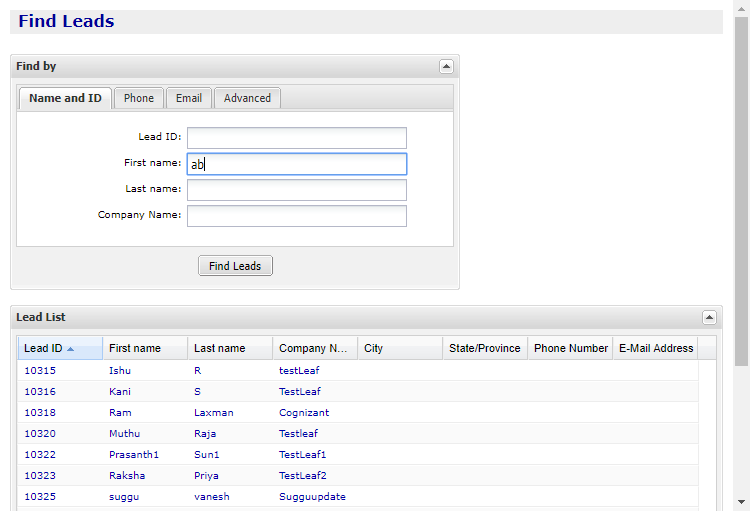 Find Leads
Find by
Name and ID Phone Email Advanced
Lead ID:
First name: ab
Last name:
Company Name:
Find Leads
Lead List
Lead ID First name Last name Company N... City State/Province Phone Number E-Mail Address
10315 Ishu R testLeaf
10316 Kani S TestLeaf
10318 Ram Laxman Cognizant
10320 Muthu Raja Testleaf
10322 Prasanth1 Sun1 TestLeaf1
10323 Raksha Priya TestLeaf2
10325 suggu vanesh Sugguupdate